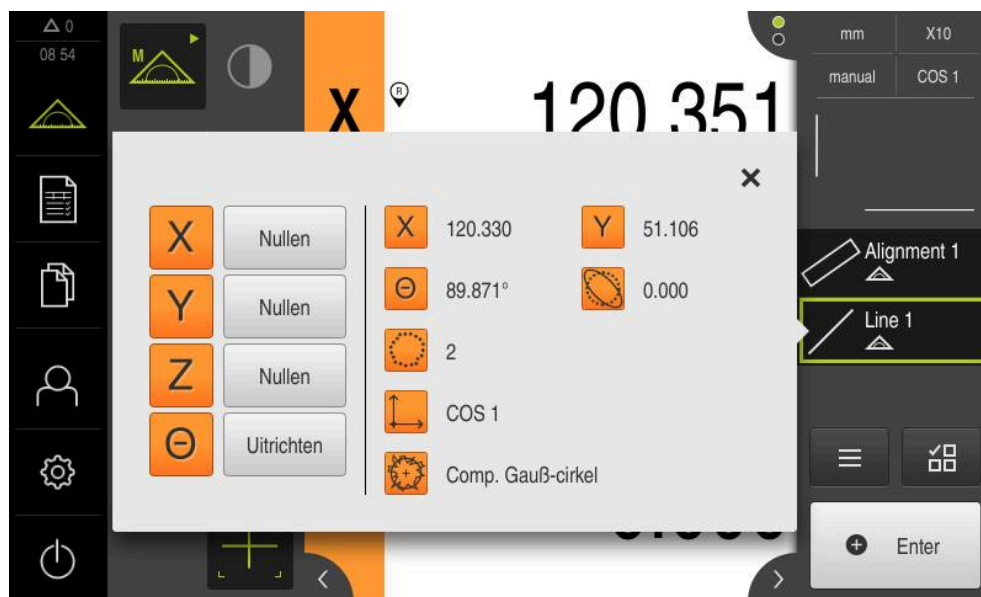 0
08 54
M
X
R
120.351
mm
X10
manual
COS 1
X
Nullen
Y
Nullen
Z
Nullen
Θ
Uitrichten
X
120.330
Y
51.106
Θ
89.871°
0.000
2
COS 1
Comp. Gauß-cirkel
Alignment 1
Line 1
Enter